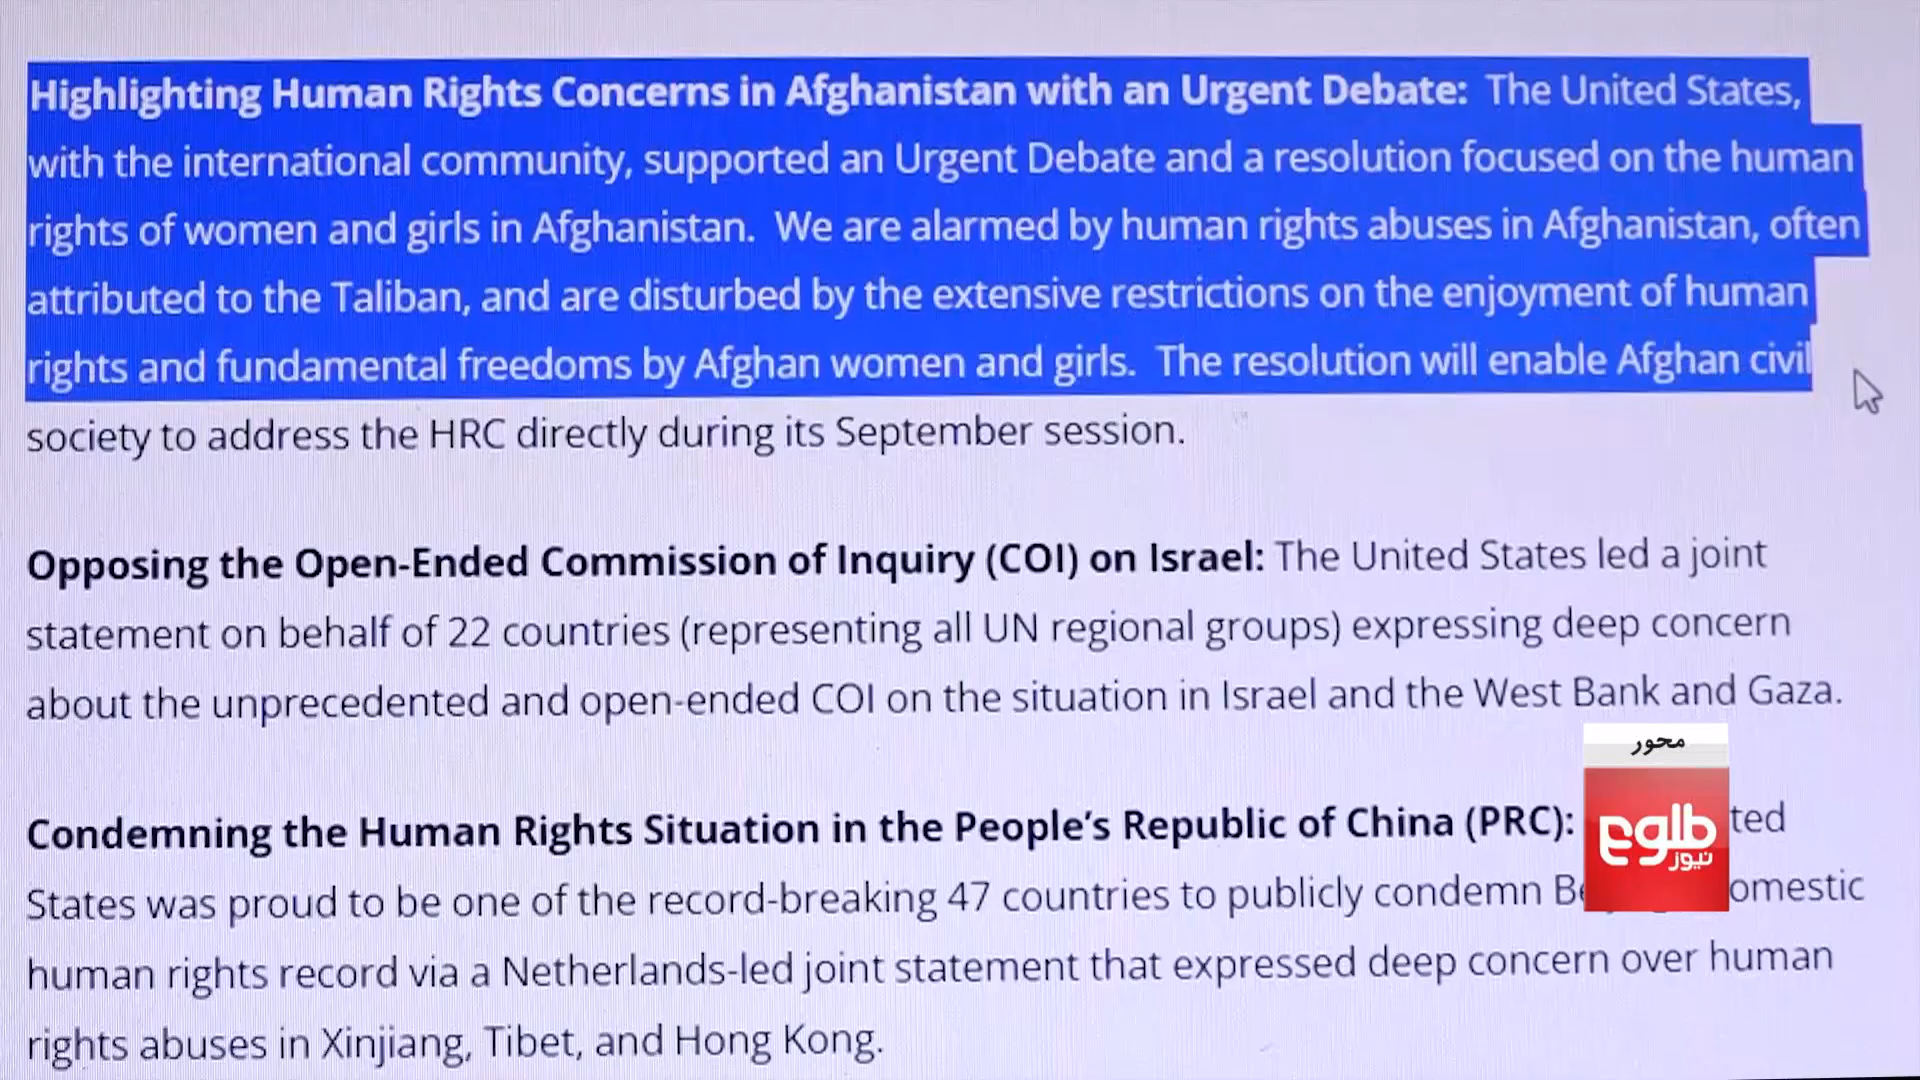 Highlighting Human Rights Concerns in Afghanistan with an Urgent Debate: The United States,
with the international community, supported an Urgent Debate and a resolution focused on the human
rights of women and girls in Afghanistan. We are alarmed by human rights abuses in Afghanistan, often
attributed to the Taliban, and are disturbed by the extensive restrictions on the enjoyment of human
rights and fundamental freedoms by Afghan women and girls. The resolution will enable Afghan civil
society to address the HRC directly during its September session.
Opposing the Open-Ended Commission of Inquiry (COI) on Israel: The United States led a joint
statement on behalf of 22 countries (representing all UN regional groups) expressing deep concern
about the unprecedented and open-ended COI on the situation in Israel and the West Bank and Gaza.
Condemning the Human Rights Situation in the People's Republic of China (PRC): ted
States was proud to be one of the record-breaking 47 countries to publicly condemn B omestic
human rights record via a Netherlands-led joint statement that expressed deep concern over human
rights abuses in Xinjiang, Tibet, and Hong Kong.
محور
طلوع
نیوز